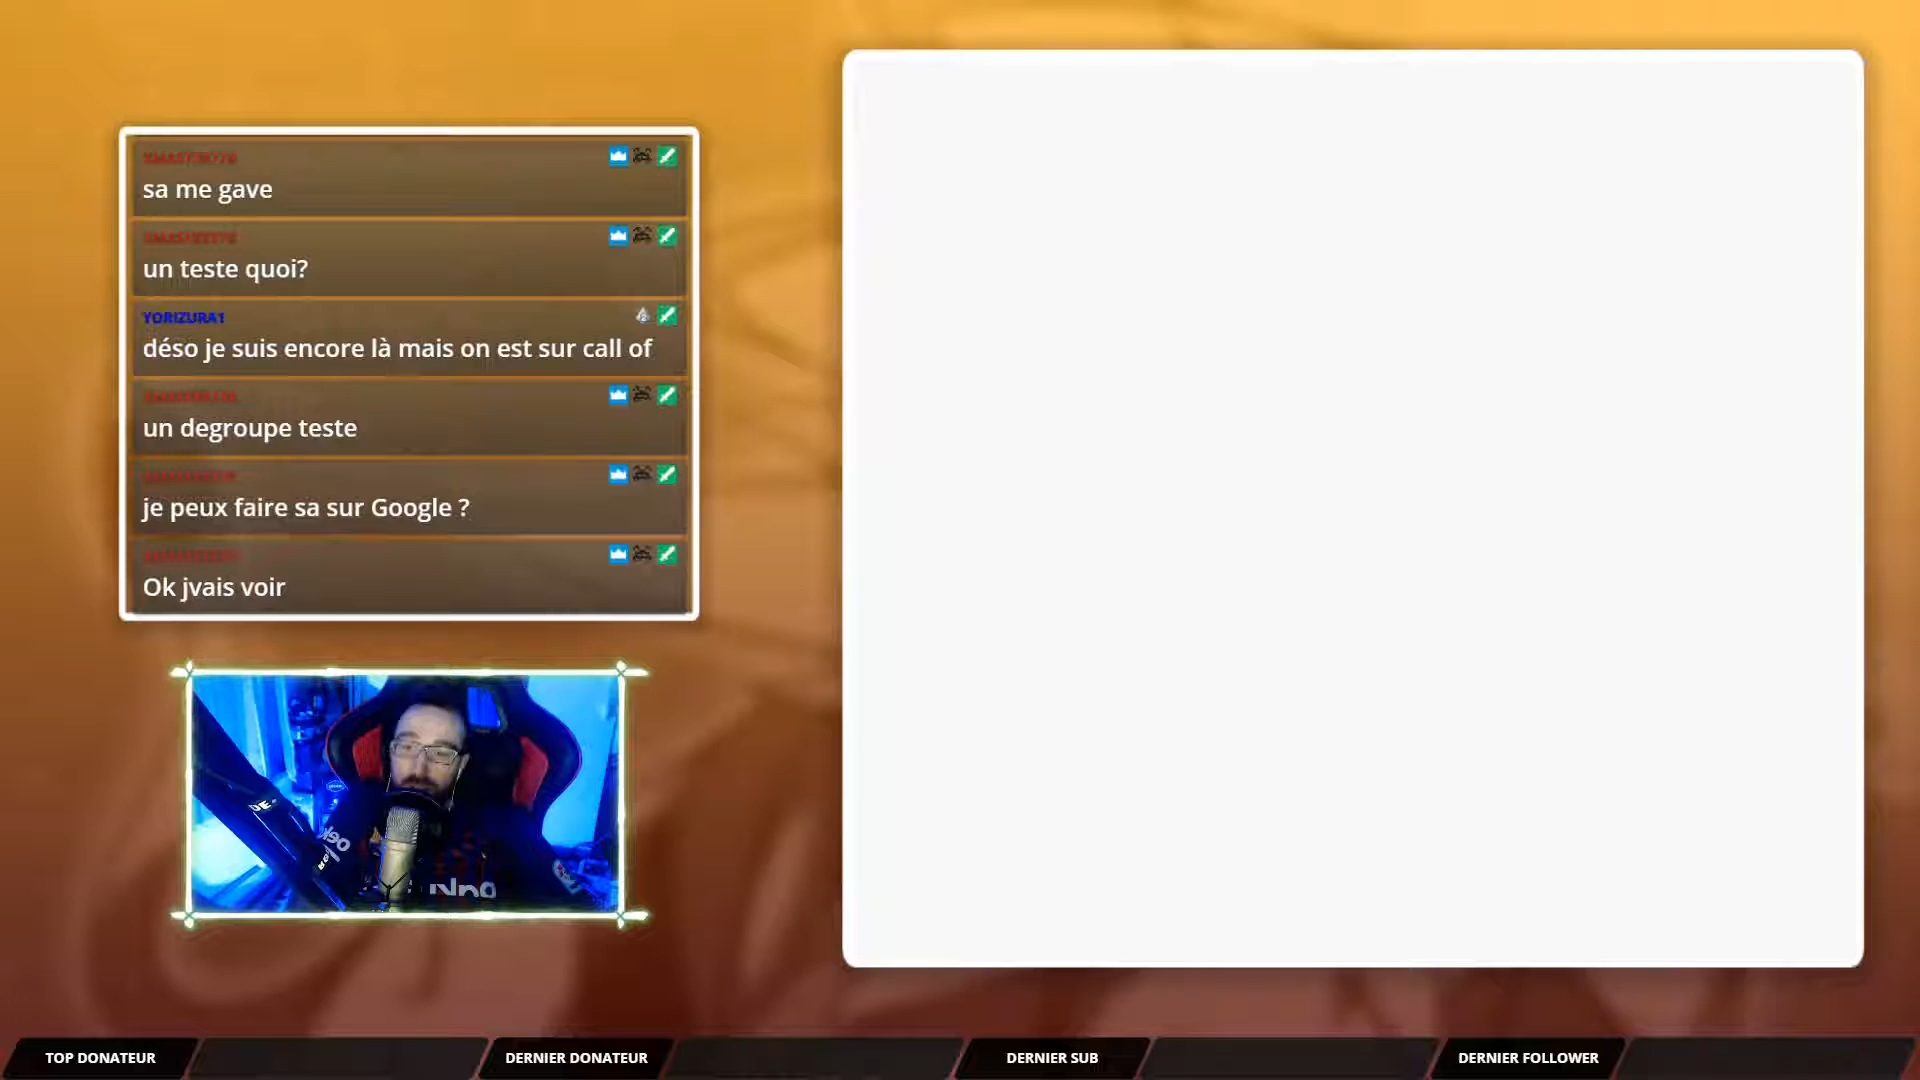 sa me gave
un teste quoi?
YORIZURA1
déso je suis encore là mais on est sur call of
un degroupe teste
je peux faire sa sur Google ?
Ok jvais voir
TOP DONATEUR
DERNIER DONATEUR
DERNIER SUB
DERNIER FOLLOWER